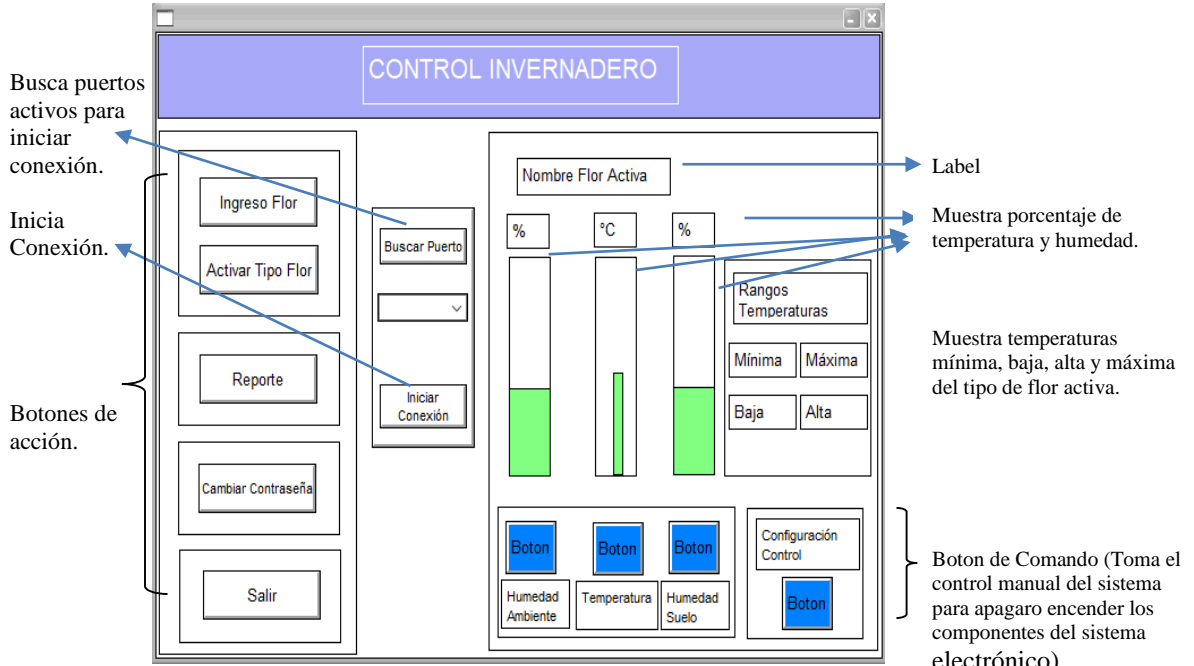 CONTROL INVERNADERO
Busca puertos
activos para
iniciar
conexión.
Inicia
Conexión.
Botones de
acción.
Ingreso Flor
Activar Tipo Flor
Reporte
Cambiar Contraseña
Salir
Buscar Puerto
Iniciar
Conexión
Nombre Flor Activa
%
°C
%
Rangos
Temperaturas
Mínima
Máxima
Baja
Alta
Boton
Boton
Boton
Humedad
Ambiente
Temperatura
Humedad
Suelo
Configuración
Control
Boton
Label
Muestra porcentaje de
temperatura y humedad.
Muestra temperaturas
mínima, baja, alta y máxima
del tipo de flor activa.
Boton de Comando (Toma el
control manual del sistema
para apagaro encender los
componentes del sistema
electrónico)